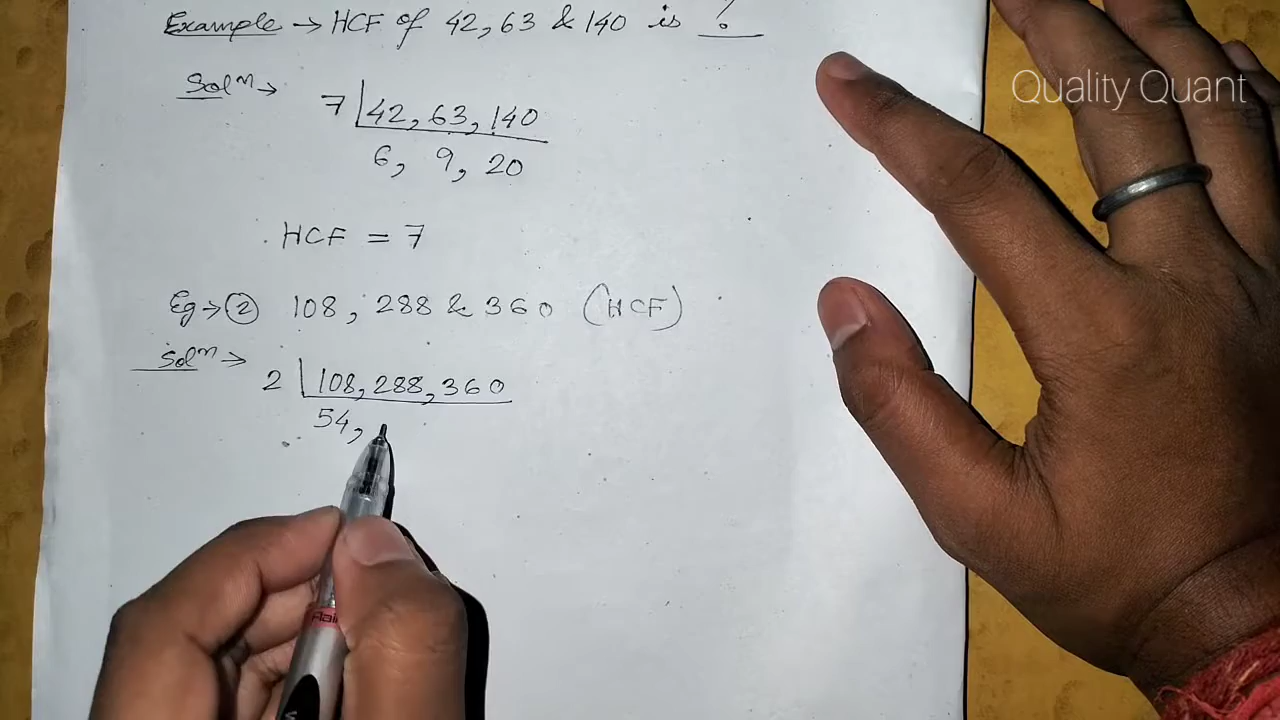 Example → HCF of 42, 63 & 140 is ?
Quality Quant
Solⁿ →
7 | 42, 63, 140
6, 9, 20
HCF = 7
Eg → ② 108, 288 & 360 (HCF)
Solⁿ →
2 | 108, 288, 360
54,